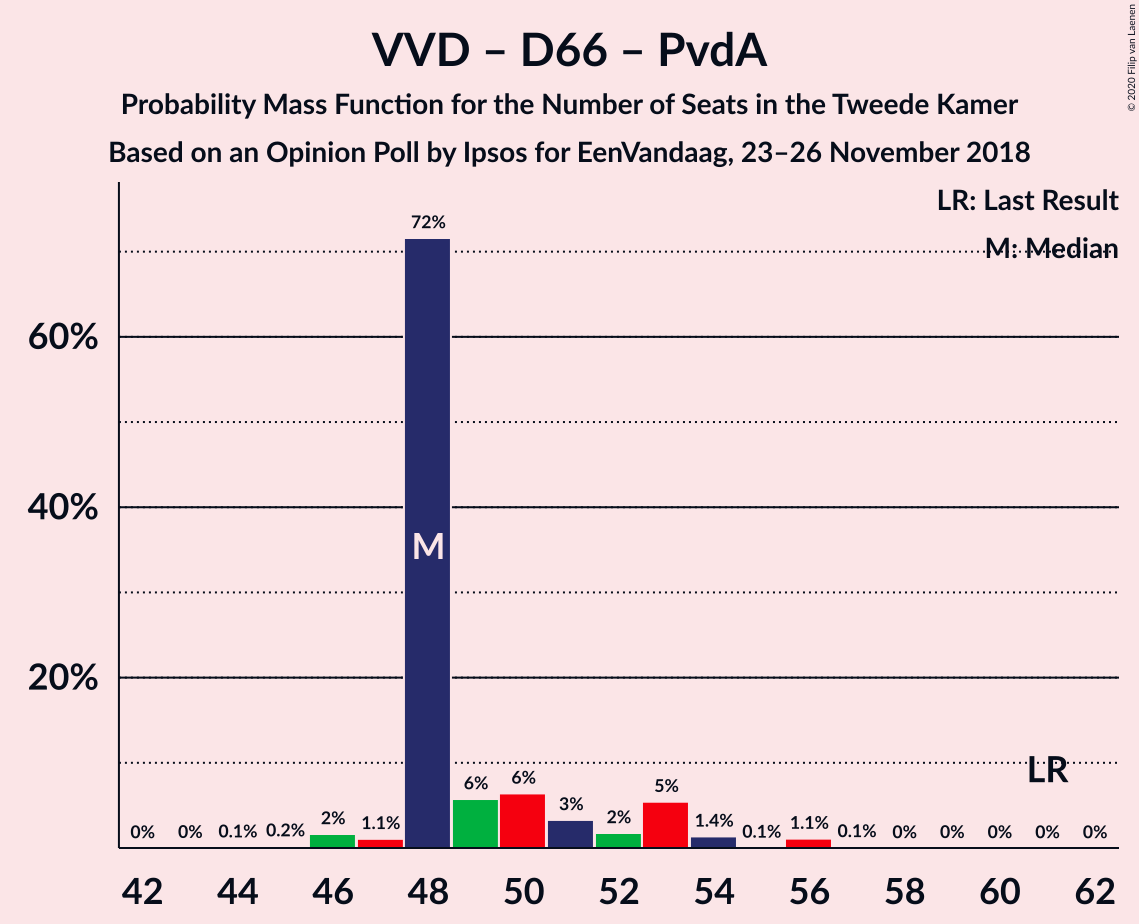 VVD – D66 – PvdA
Probability Mass Function for the Number of Seats in the Tweede Kamer
Based on an Opinion Poll by Ipsos for EenVandaag, 23–26 November 2018
© 2020 Filip van Laenen
LR: Last Result
M: Median
60%
40%
20%
72%
M
LR
0% 0% 0.1% 0.2% 2% 1.1% 6% 6% 3% 2% 5% 1.4% 0.1% 1.1% 0.1% 0% 0% 0% 0% 0%
42 44 46 48 50 52 54 56 58 60 62